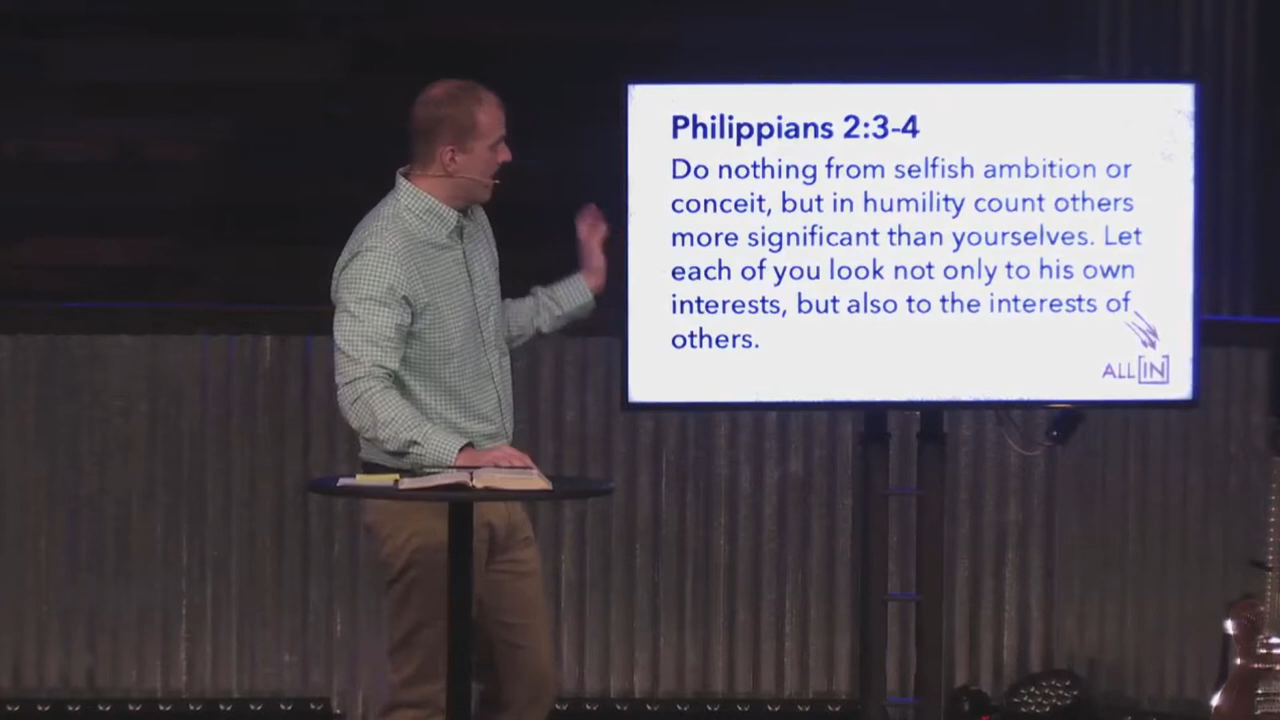 Philippians 2:3-4
Do nothing from selfish ambition or
conceit, but in humility count others
more significant than yourselves. Let
each of you look not only to his own
interests, but also to the interests of
others.
ALL[IN]